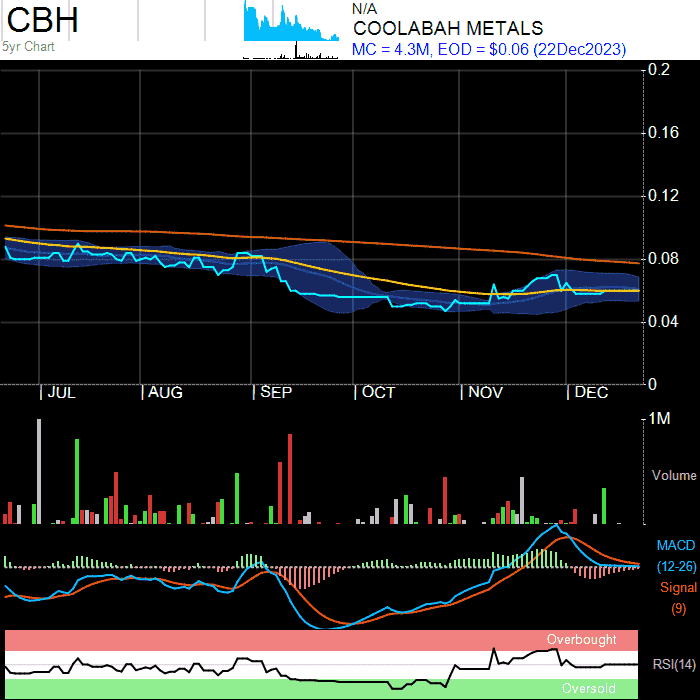 CBH
5yr Chart
N/A
COOLABAH METALS
MC = 4.3M, EOD = $0.06 (22Dec2023)
0.2
0.16
0.12
0.08
0.04
0
JUL AUG SEP OCT NOV DEC
1M
Volume
MACD
(12-26)
Signal
(9)
Overbought
RSI(14)
Oversold